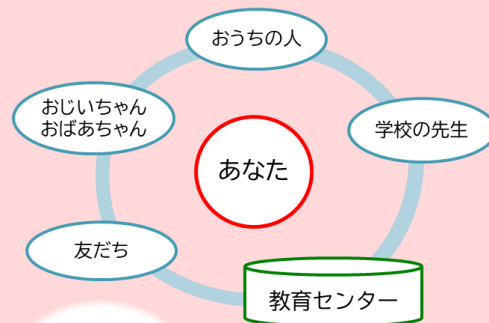 おうちの人
おじいちゃん
おばあちゃん
学校の先生
あなた
友だち
教育センター